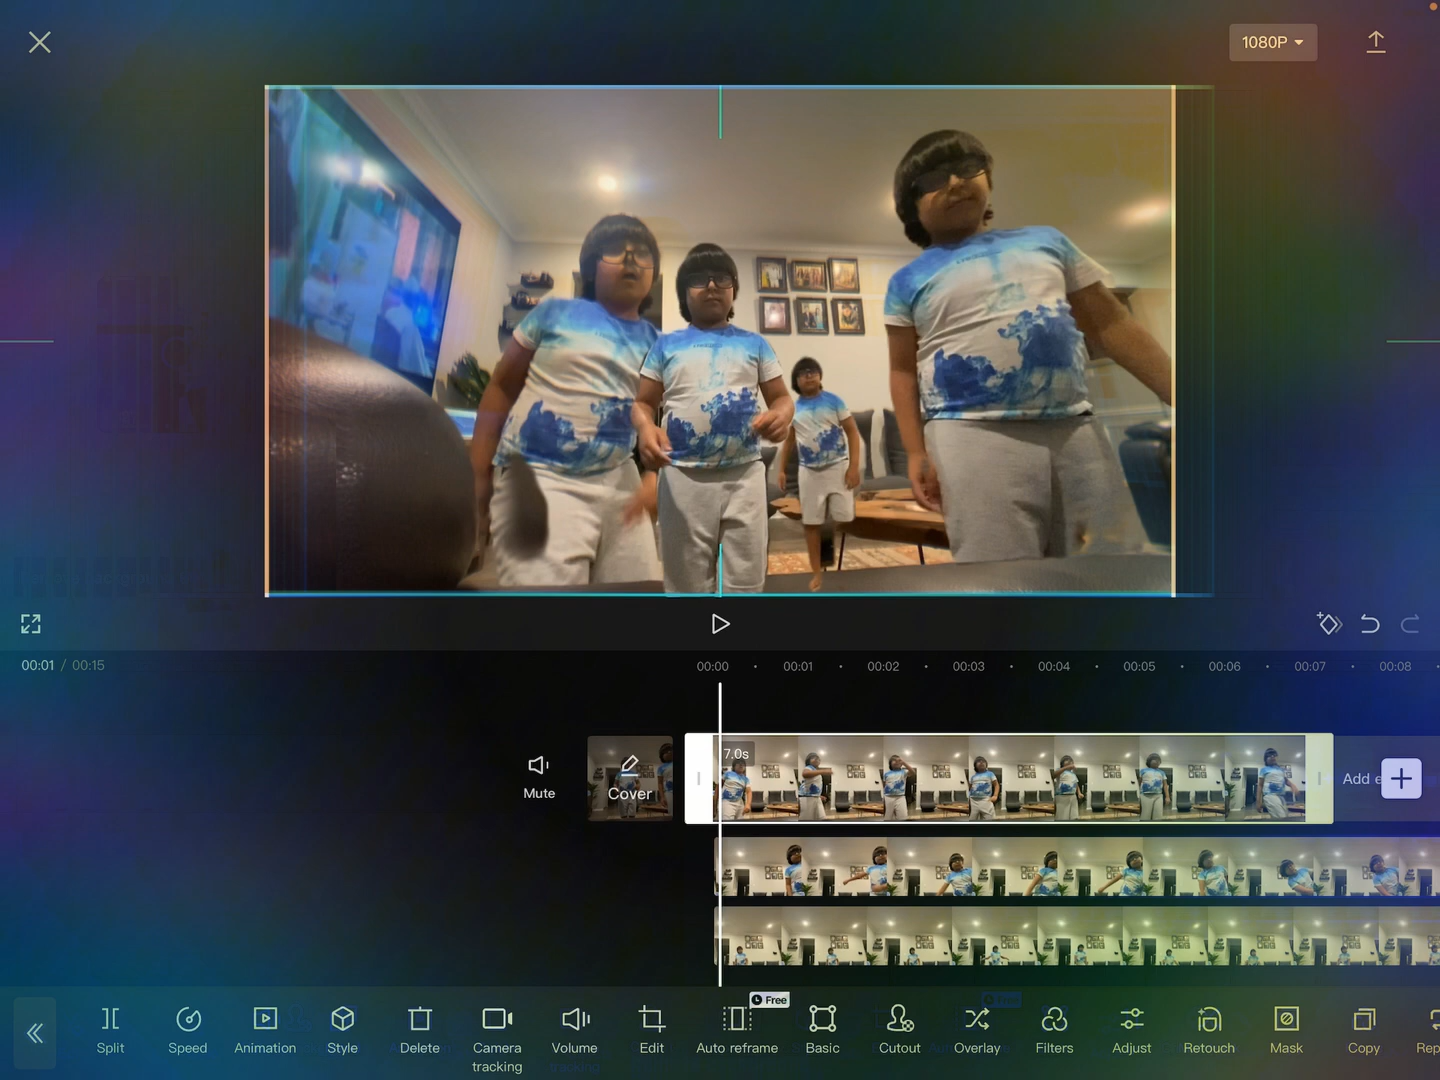 1080P
00:01 / 00:15
00:00
00:01
00:02
00:03
00:04
00:05
00:06
00:07
00:08
7.0s
Mute
Cover
Add e
Free
Split
Speed
Animation
Style
Delete
Camera
tracking
Volume
Edit
Auto reframe
Basic
Cutout
Overlay
Filters
Adjust
Retouch
Mask
Copy
Rep